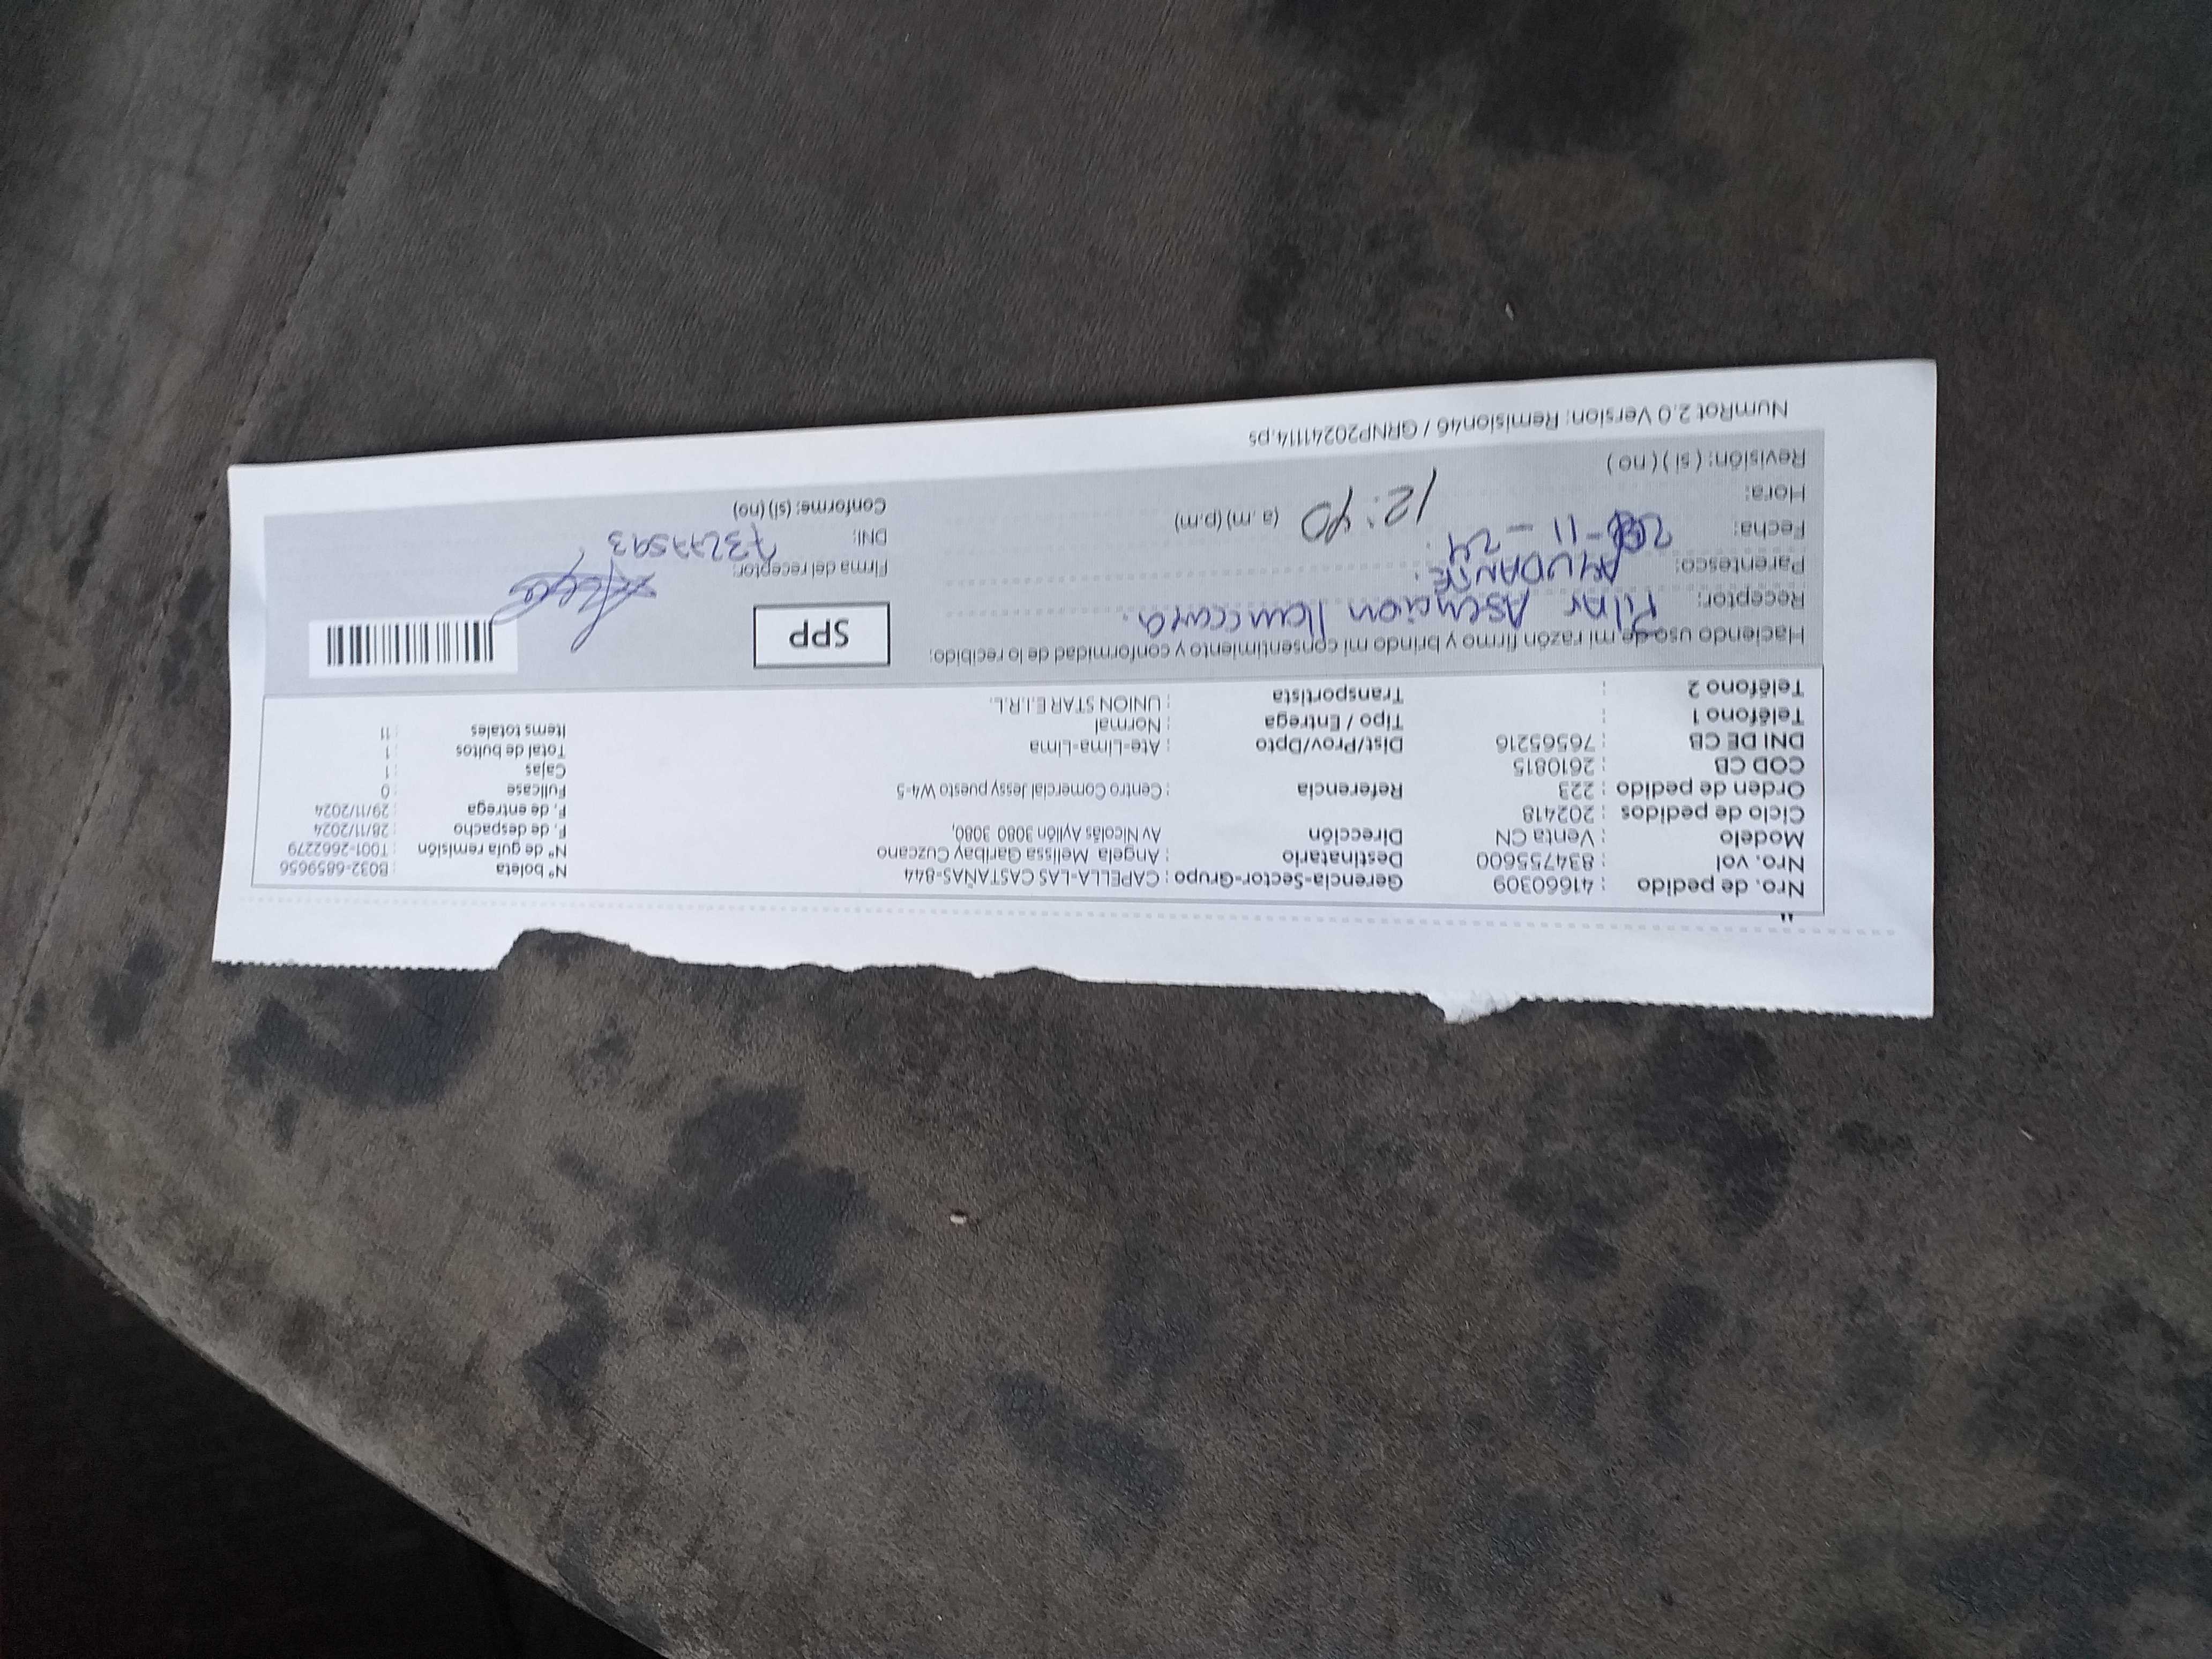 "
Nro. de pedido : 41660309 Gerencia-Sector-Grupo : CAPELLA-LAS CASTAÑAS-844 N° boleta : B032-6859656
Nro. vol : 834755600 Destinatario : Angela Melissa Garibay Cuzcano N° de guía remisión : T001-2662279
Modelo : Venta CN Dirección Av Nicolás Ayllón 3080 3080, F. de despacho : 28/11/2024
Ciclo de pedidos : 202418 F. de entrega : 29/11/2024
Orden de pedido : 223 Referencia : Centro Comercial Jessy puesto W4-5 Fullcase : 0
COD CB : 2610815 Cajas : 1
DNI DE CB : 76565216 Dist/Prov/Dpto : Ate-Lima-Lima Total de bultos : 1
Teléfono 1 : Tipo / Entrega : Normal Items totales : 11
Teléfono 2 : Transportista : UNION STAR E.I.R.L.
Haciendo uso de mi razón firmo y brindo mi consentimiento y conformidad de lo recibido:
SPP
Receptor: Pilar Asencion
Parentesco: AYUDANTE. Firma del receptor:
Fecha: -11-24. DNI: 73277593
Hora: 12:40 (a.m) (p.m) Conforme: (si) (no)
Revisión: (si) (no)
NumRot 2.0 Version: Remision46 / GRNP20241114.ps